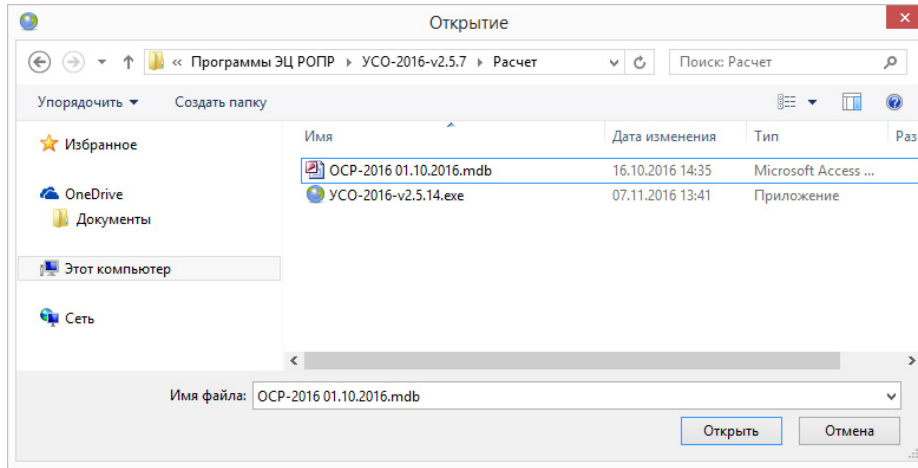 Открытие
« Программы ЭЦ РОПР УСО-2016-v2.5.7 Расчет Поиск: Расчет
Упорядочить Создать папку
Избранное
OneDrive
Документы
Этот компьютер
Сеть
Имя Дата изменения Тип Раз
ОСР-2016 01.10.2016.mdb 16.10.2016 14:35 Microsoft Access ...
УСО-2016-v2.5.14.exe 07.11.2016 13:41 Приложение
Имя файла: ОСР-2016 01.10.2016.mdb
Открыть Отмена